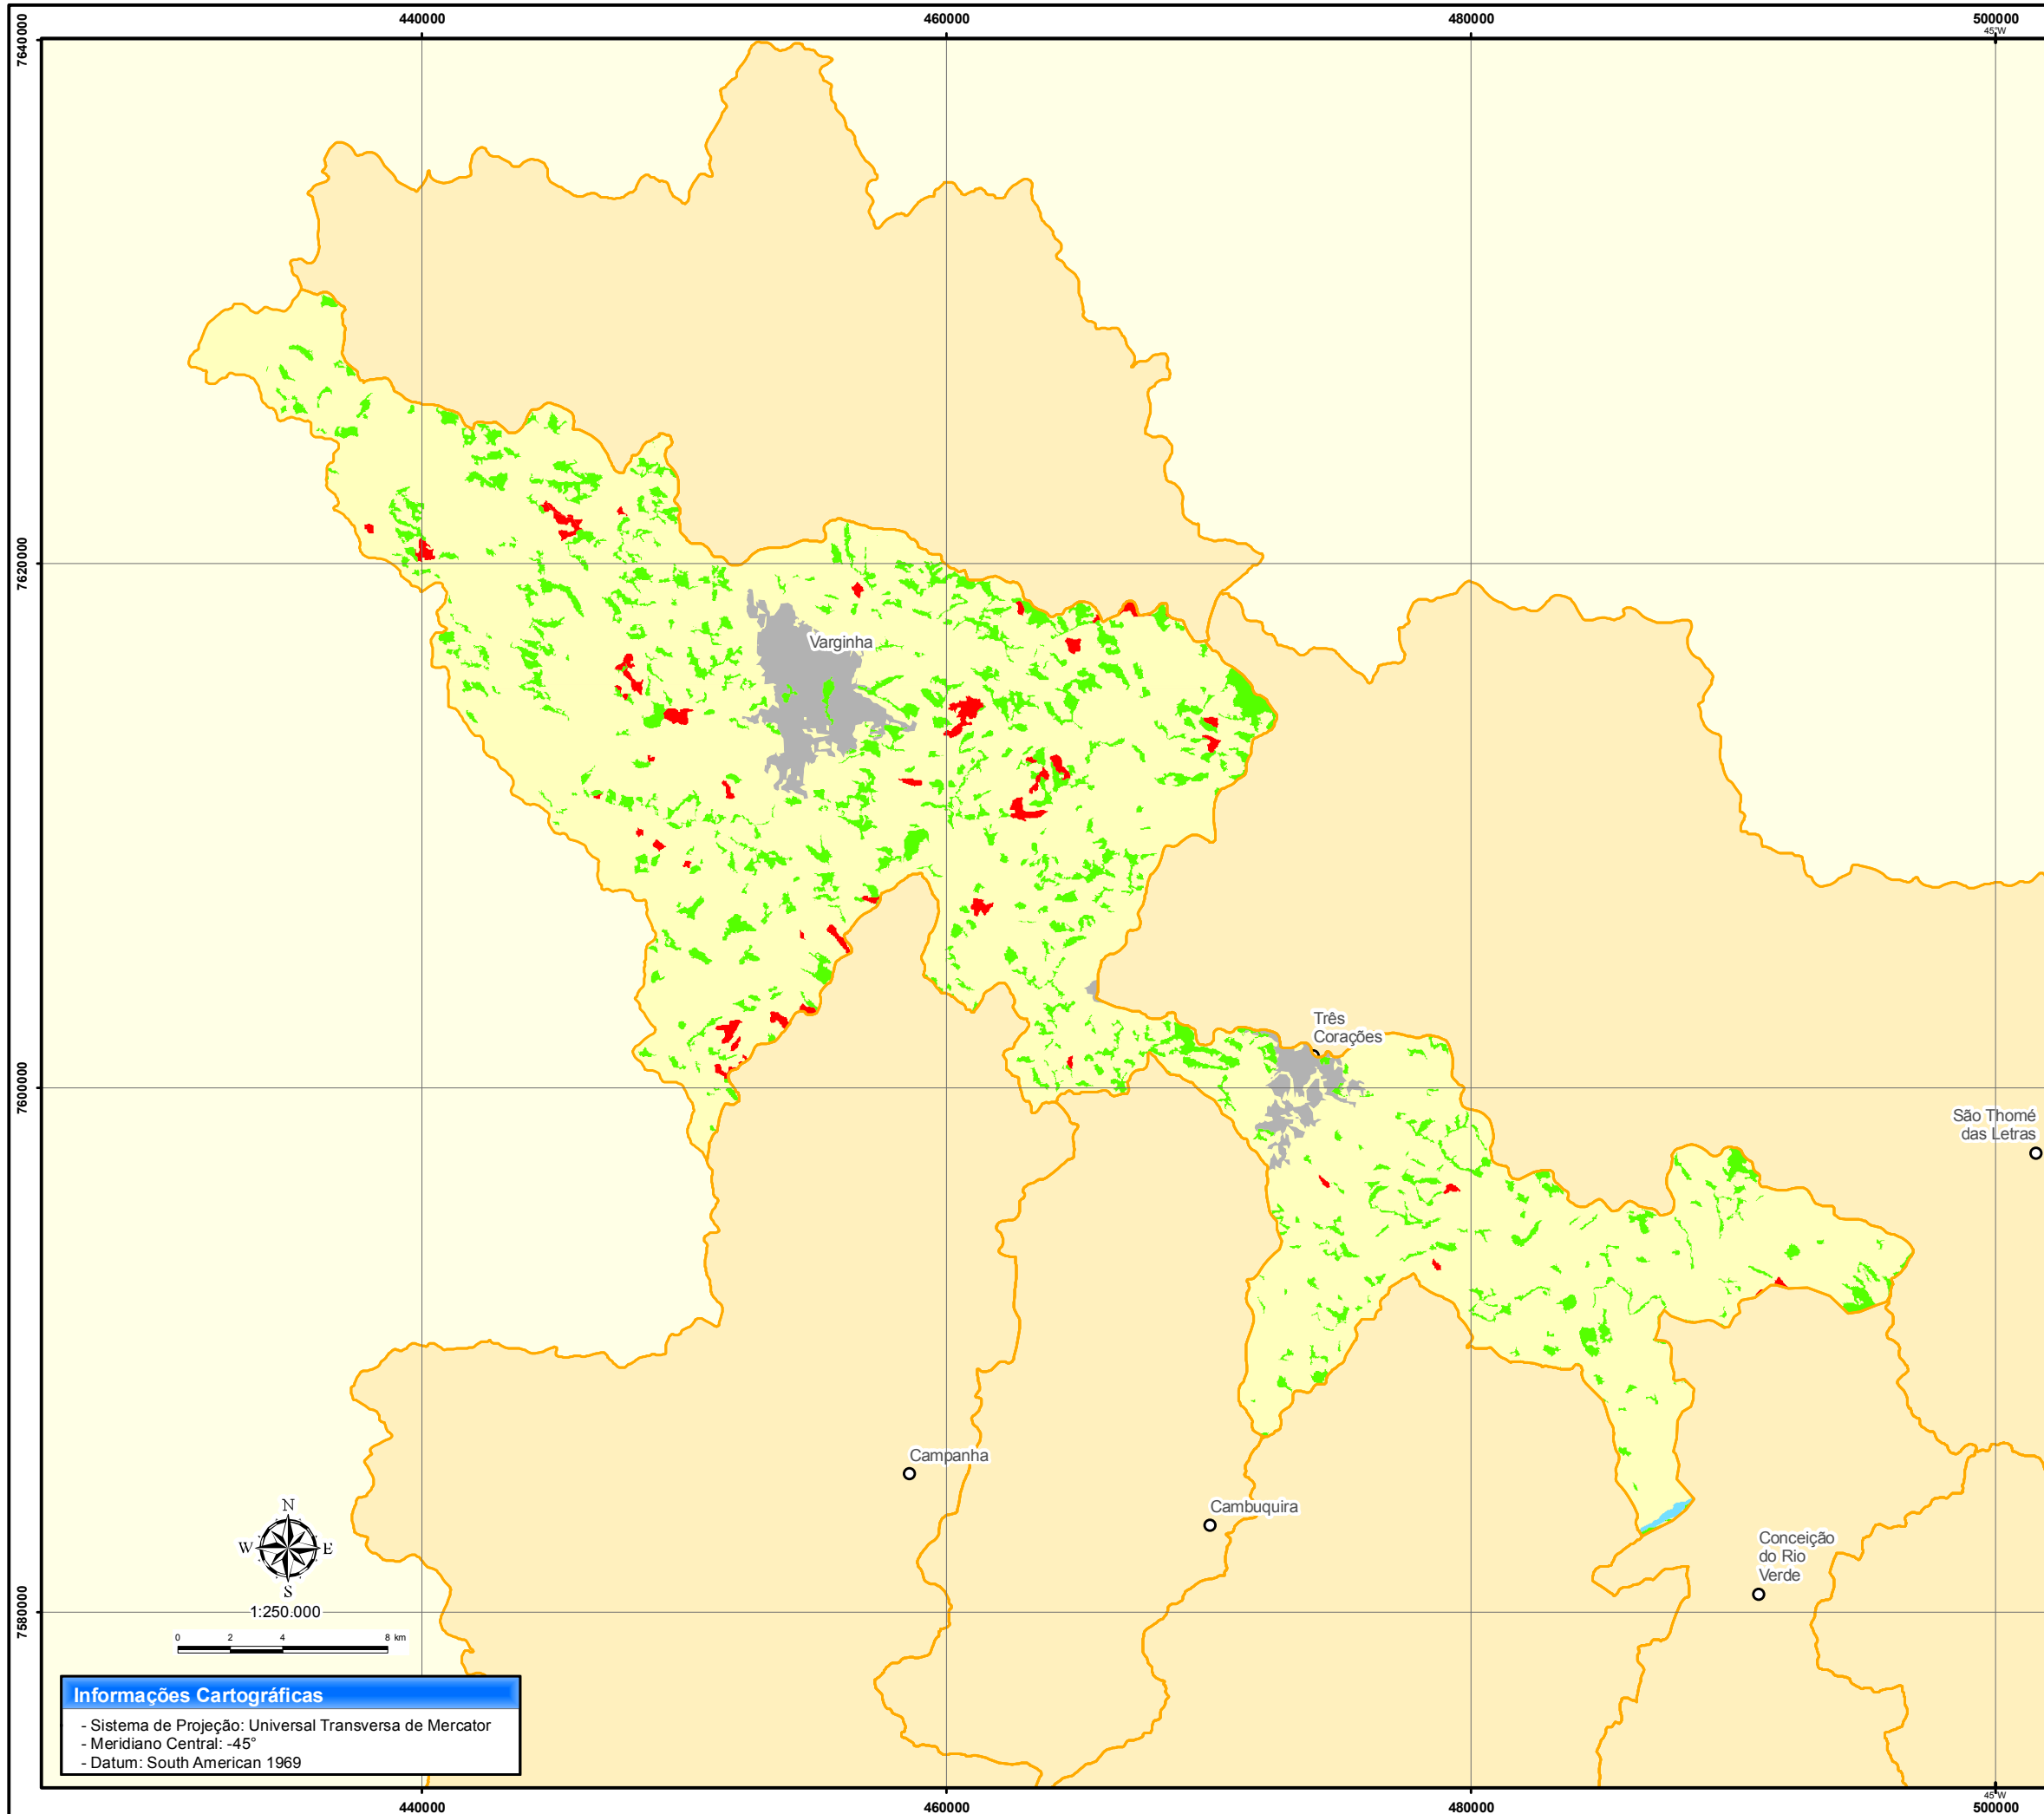 440000
460000
480000
500000
45°W
7640000
7620000
Varginha
Três
Corações
7600000
São Thomé
das Letras
Campanha
Cambuquira
Conceição
do Rio
Verde
N
W
E
S
7580000
1:250.000
0 2 4 8 km
Informações Cartográficas
- Sistema de Projeção: Universal Transversa de Mercator
- Meridiano Central: -45°
- Datum: South American 1969
45°W
440000
460000
480000
500000